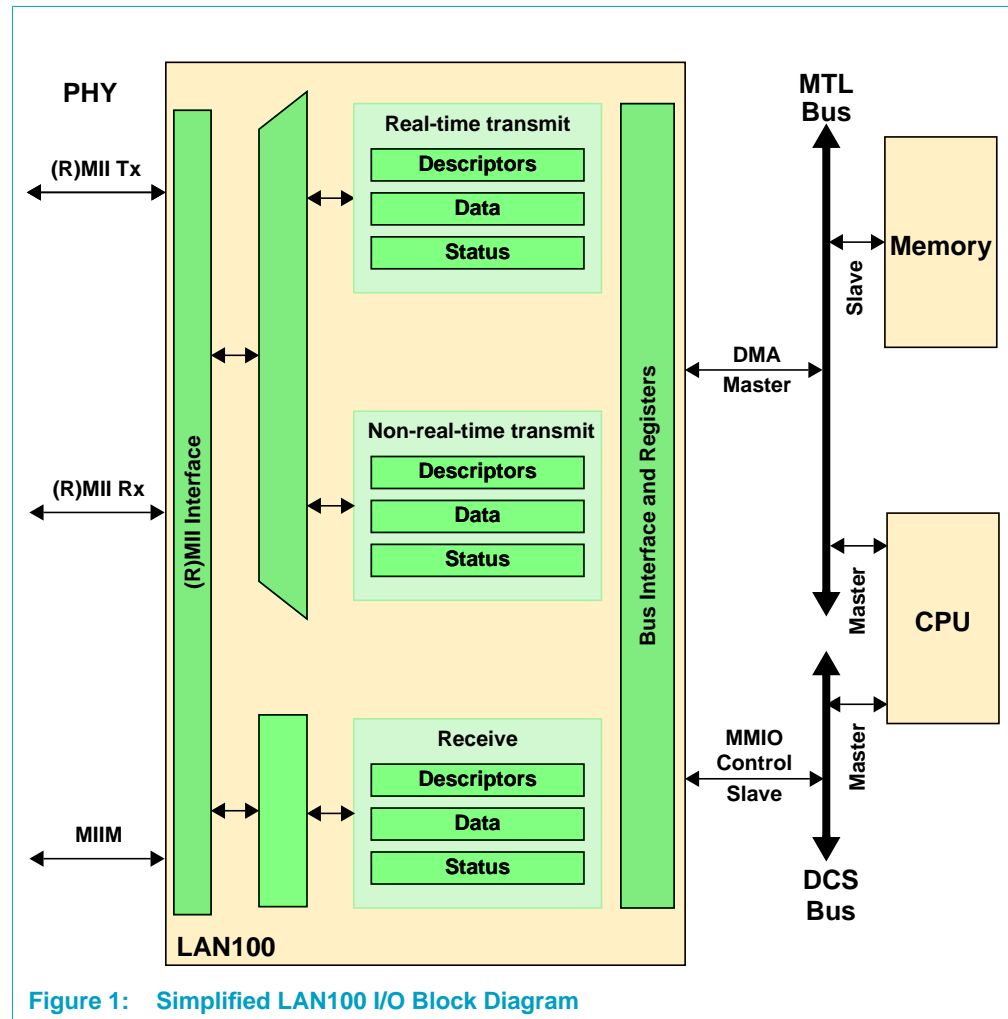 PHY
(R)MII Tx
(R)MII Rx
MIIM
(R)MII Interface
Real-time transmit
Descriptors
Data
Status
Non-real-time transmit
Descriptors
Data
Status
Receive
Descriptors
Data
Status
Bus Interface and Registers
LAN100
DMA
Master
MMIO
Control
Slave
MTL
Bus
Slave
Memory
Master
CPU
Master
DCS
Bus
Figure 1: Simplified LAN100 I/O Block Diagram